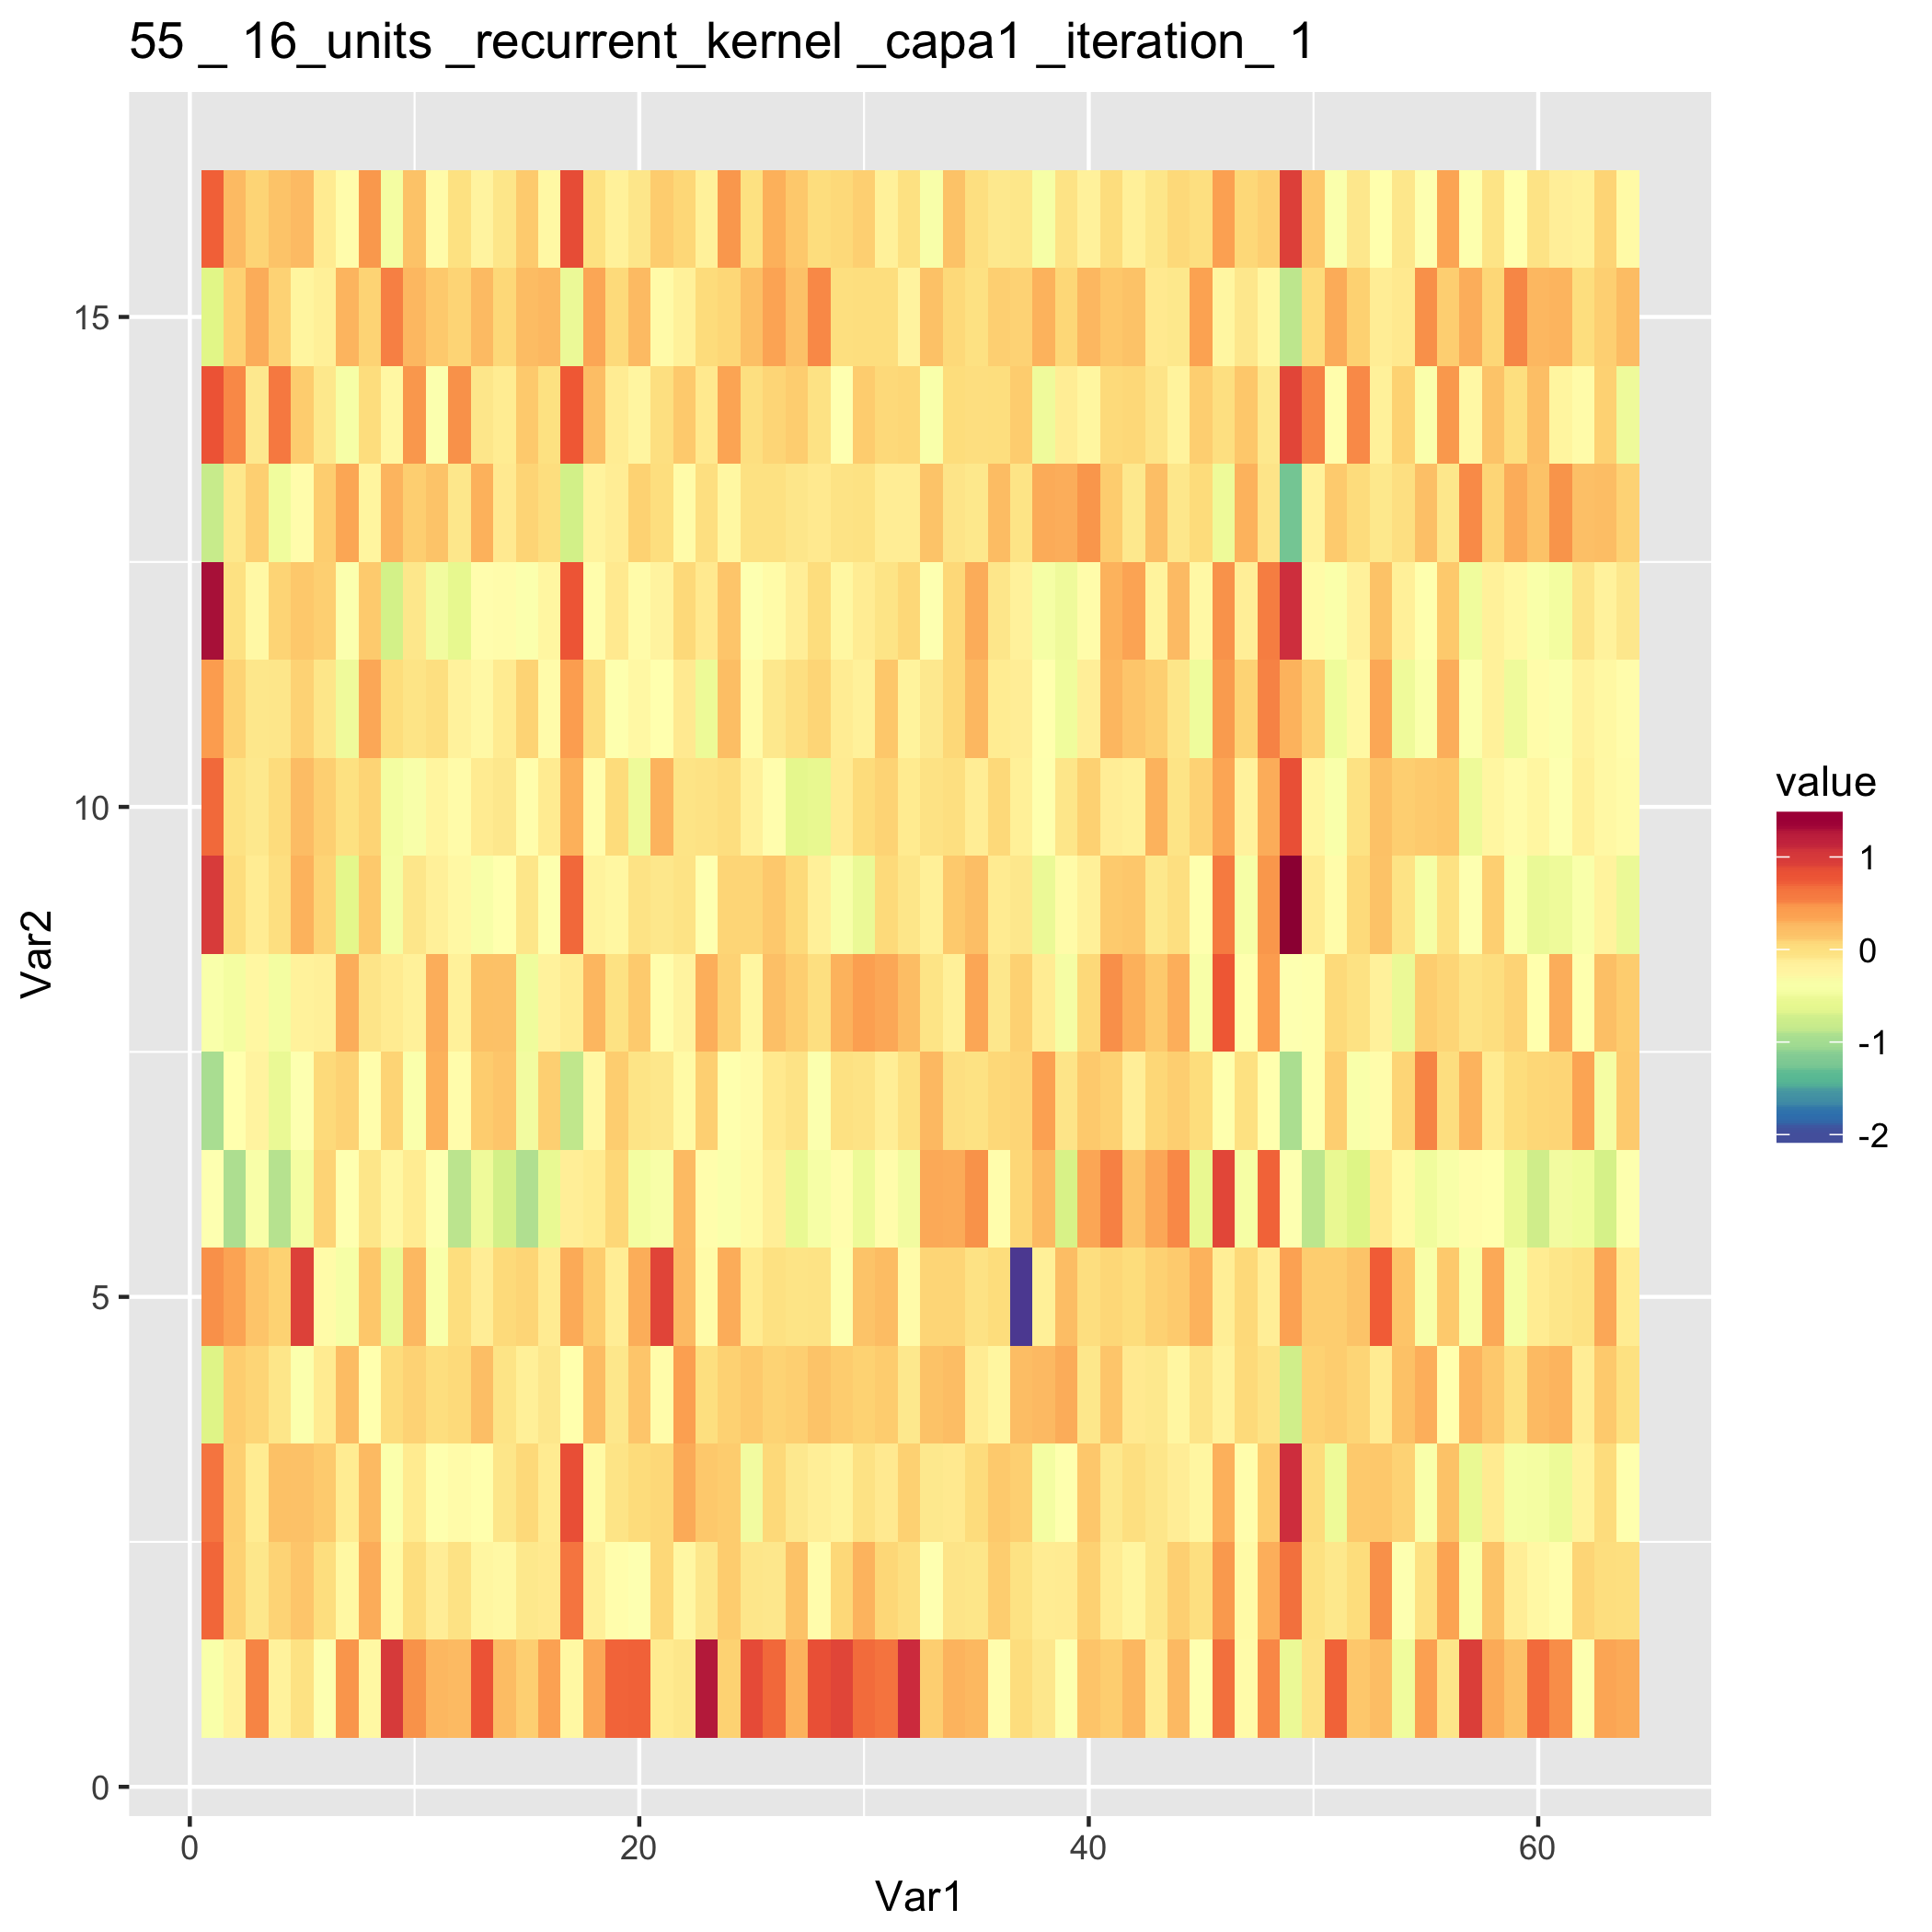 55 _ 16_units _recurrent_kernel _capa1 _iteration_ 1
15
10
5
0
0 20 40 60
Var1
Var2
value
1
0
-1
-2